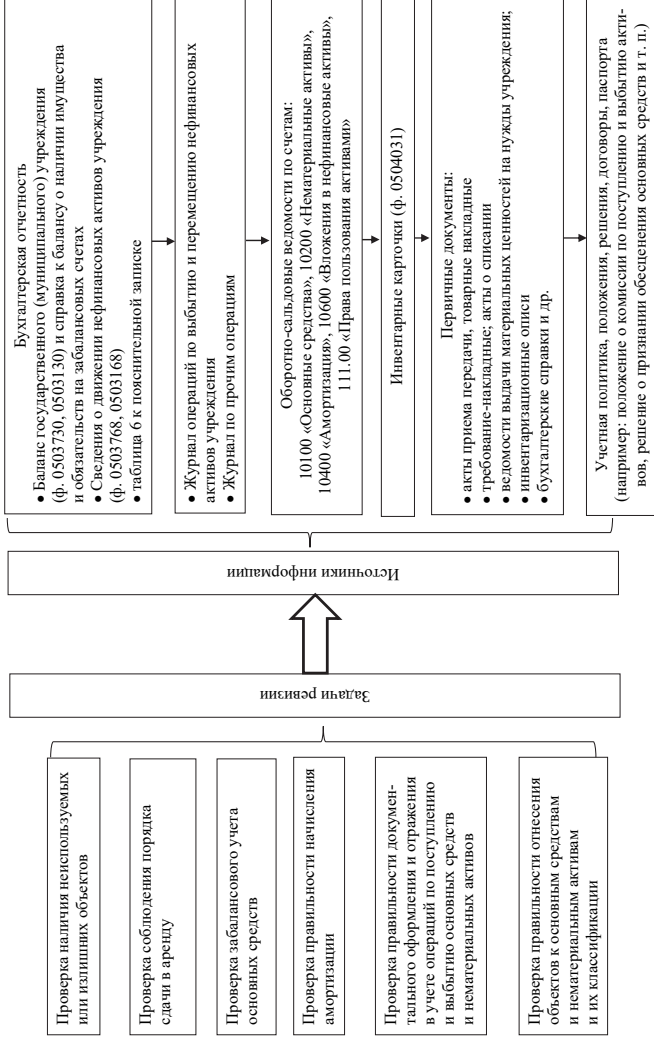 Проверка наличия неиспользуемых
или излишних объектов
Проверка соблюдения порядка
сдачи в аренду
Проверка забалансового учета
основных средств
Проверка правильности начисления
амортизации
Проверка правильности докумен-
тального оформления и отражения
в учете операций по поступлению
и выбытию основных средств
и нематериальных активов
Проверка правильности отнесения
объектов к основным средствам
и нематериальным активам
и их классификации
Задачи ревизии
Источники информации
Бухгалтерская отчетность
• Баланс государственного (муниципального) учреждения
(ф. 0503730, 0503130) и справка к балансу о наличии имущества
и обязательств на забалансовых счетах
• Сведения о движении нефинансовых активов учреждения
(ф. 0503768, 0503168)
• таблица 6 к пояснительной записке
• Журнал операций по выбытию и перемещению нефинансовых
активов учреждения
• Журнал по прочим операциям
Оборотно-сальдовые ведомости по счетам:
10100 «Основные средства», 10200 «Нематериальные активы»,
10400 «Амортизация», 10600 «Вложения в нефинансовые активы»,
111.00 «Права пользования активами»
Инвентарные карточки (ф. 0504031)
Первичные документы:
• акты приема передачи, товарные накладные
• требование-накладные; акты о списании
• ведомости выдачи материальных ценностей на нужды учреждения;
• инвентаризационные описи
• бухгалтерские справки и др.
Учетная политика, положения, решения, договоры, паспорта
(например: положение о комиссии по поступлению и выбытию акти-
вов, решение о признании обесценения основных средств и т. п.)